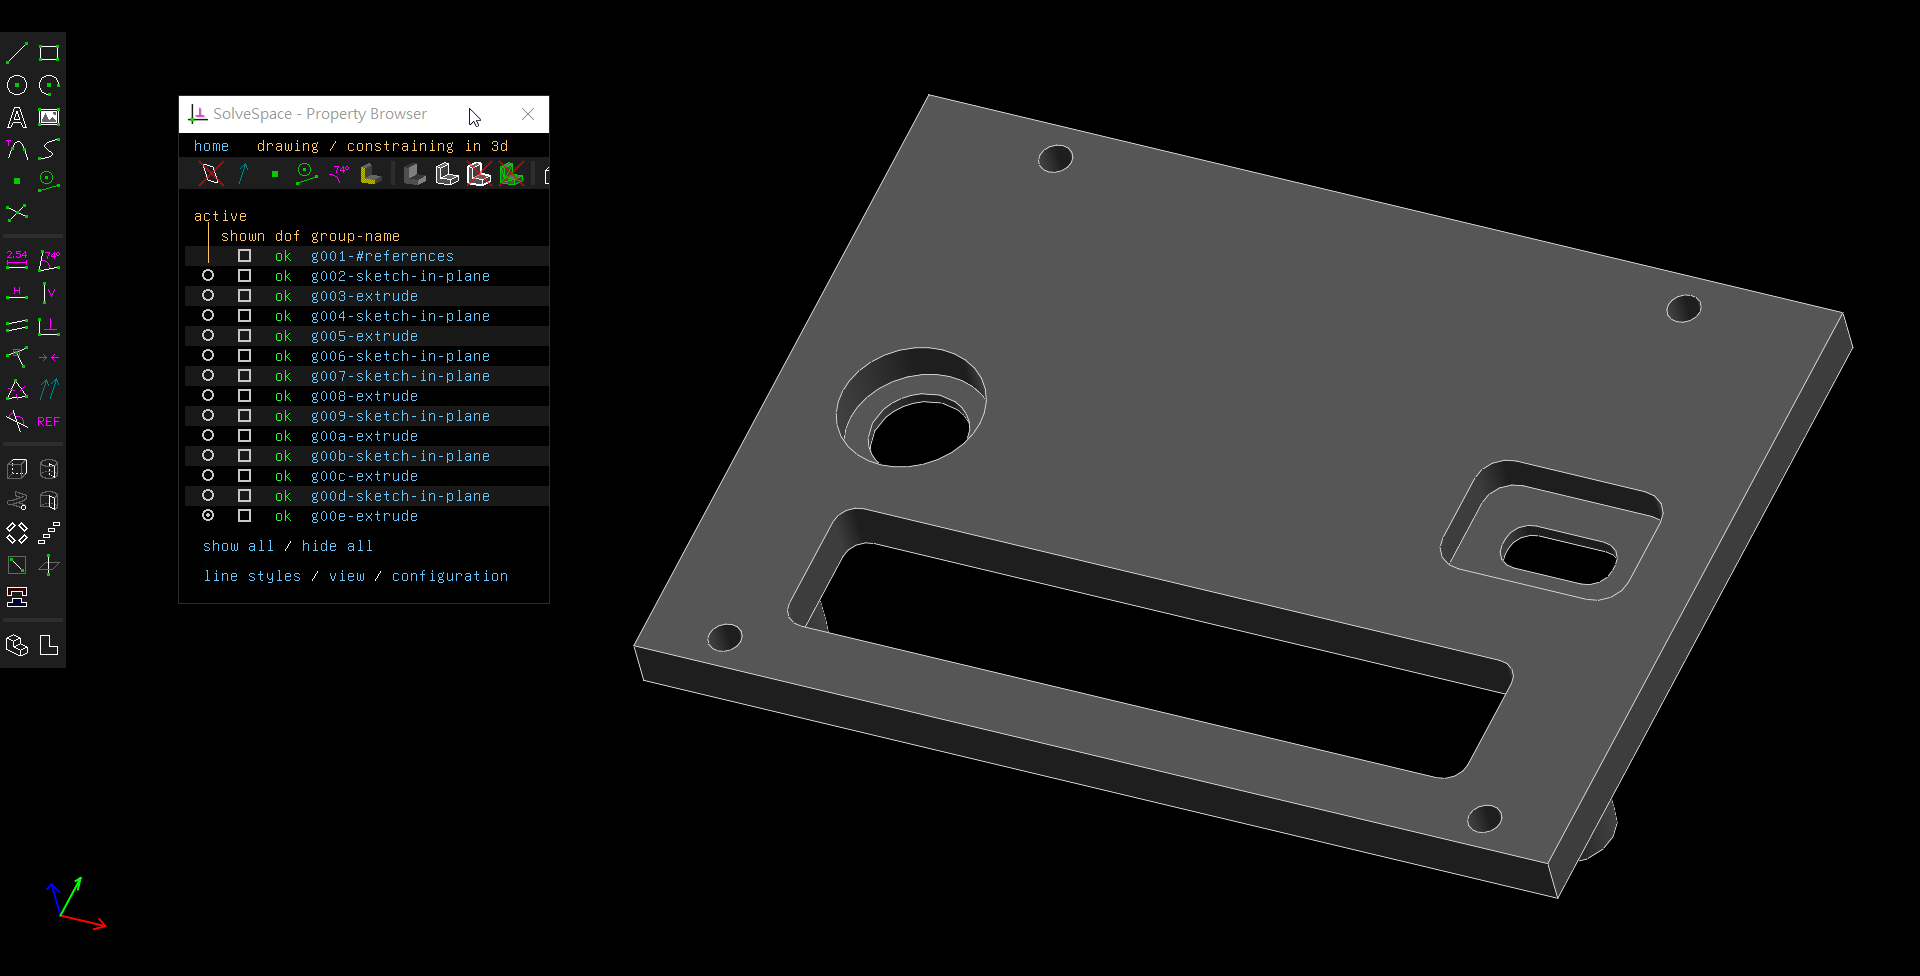 SolveSpace - Property Browser
home drawing / constraining in 3d
74°
active
shown dof group-name
ok g001-#references
ok g002-sketch-in-plane
ok g003-extrude
ok g004-sketch-in-plane
ok g005-extrude
ok g006-sketch-in-plane
ok g007-sketch-in-plane
ok g008-extrude
ok g009-sketch-in-plane
ok g00a-extrude
ok g00b-sketch-in-plane
ok g00c-extrude
ok g00d-sketch-in-plane
ok g00e-extrude
show all / hide all
line styles / view / configuration
A
T
2.54 74°
H V
REF